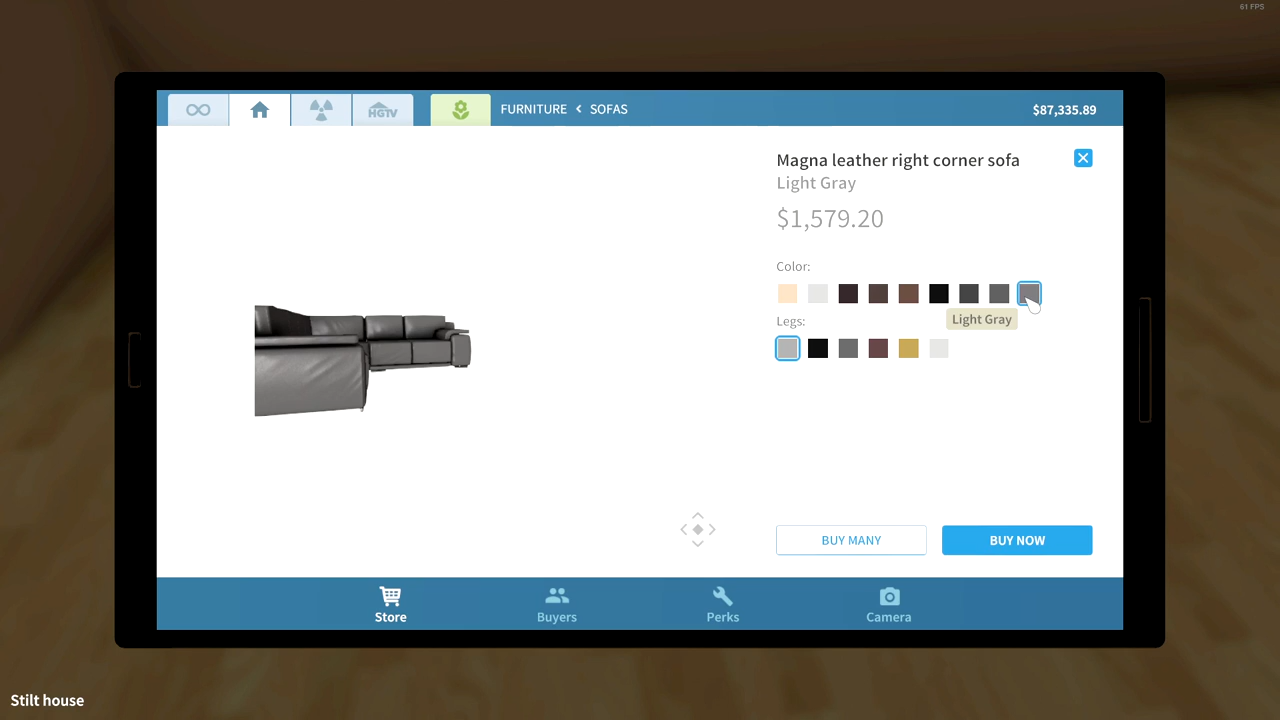 61 FPS
HGTV
FURNITURE < SOFAS
$87,335.89
Magna leather right corner sofa
Light Gray
$1,579.20
Color:
Light Gray
Legs:
BUY MANY
BUY NOW
Store
Buyers
Perks
Camera
Stilt house